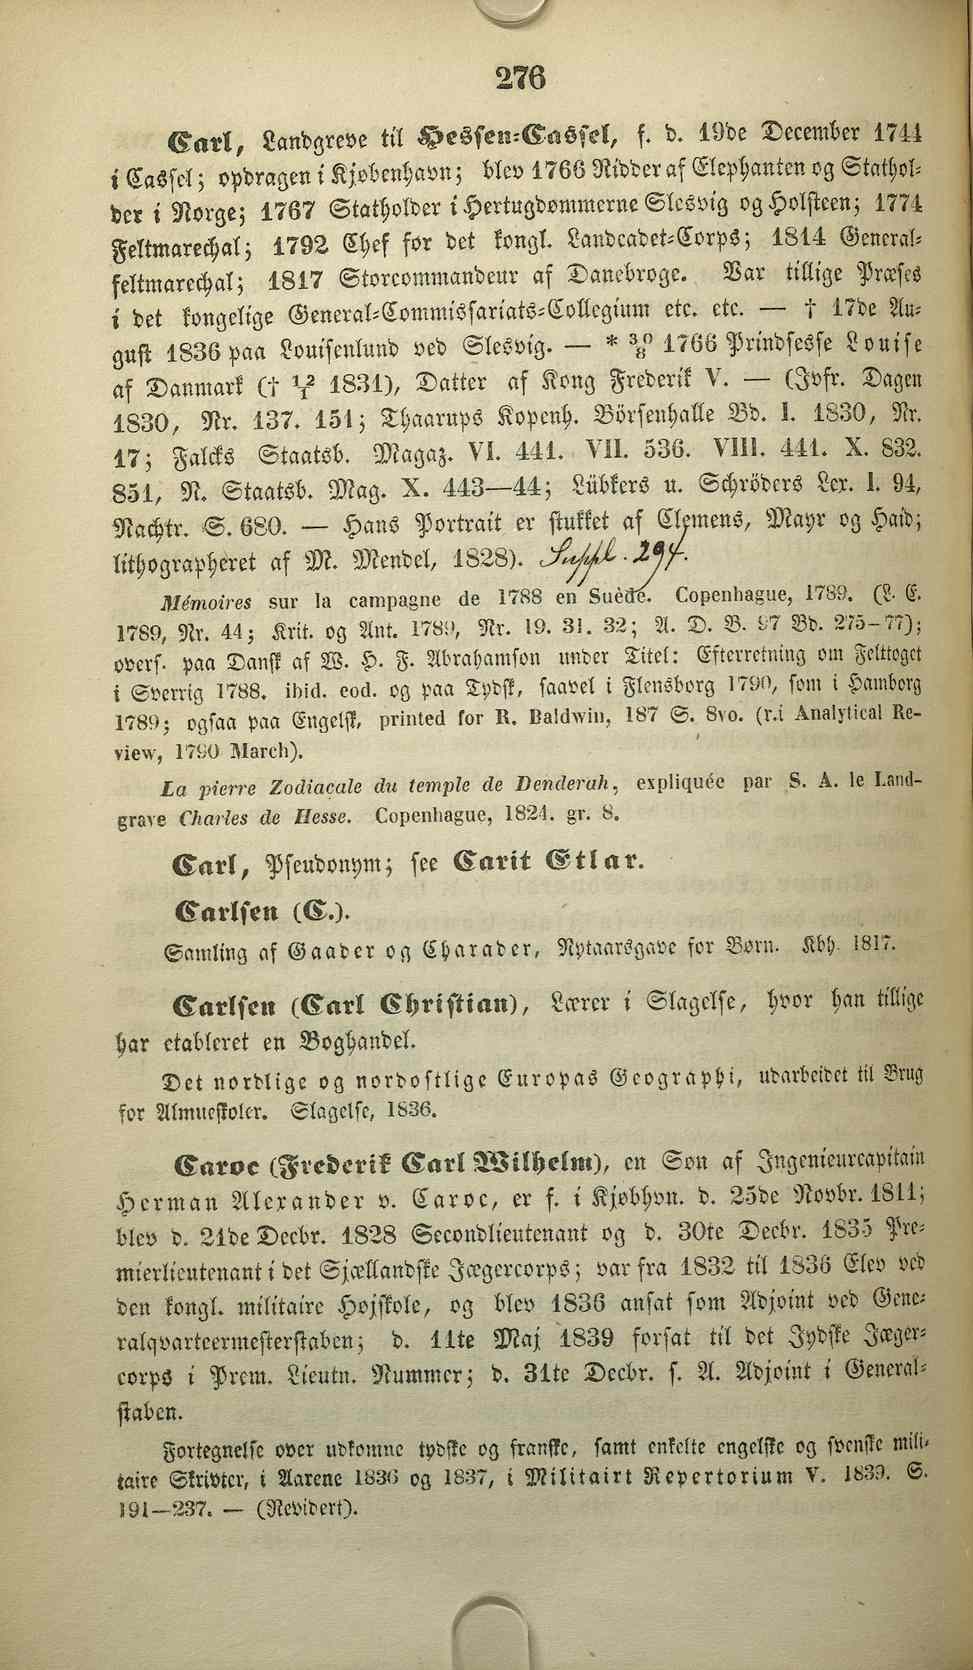 276
Carl, Landgreve til Hessen-Cassel, f. d. 19de December 1744
i Cassel; opdragen i Kjøbenhavn; blev 1766 Ridder af Elephanten og Stathol-
der i Norge; 1767 Statholder i Hertugdømmerne Slesvig og Holsteen; 1774
Feltmarechal; 1792 Chef for det kongl. Landcadet-Corps; 1814 General-
feltmarechal; 1817 Storcommandeur af Danebroge. Var tillige Præses
i det kongelige General-Commissariats-Collegium etc. etc. — † 17de Au-
gust 1836 paa Louisenlund ved Slesvig. — * 30/8 1766 Prindsesse Louise
af Danmark († 12/1 1831), Datter af Kong Frederik V. — (Jvfr. Dagen
1830, Nr. 137. 151; Thaarups Kopenh. Börsenhalle Bd. I. 1830, Nr.
17; Falcks Staatsb. Magaz. VI. 441. VII. 536. VIII. 441. X. 832.
851, N. Staatsb. Mag. X. 443—44; Lübkers u. Schröders Lex. I. 94,
Nachtr. S. 680. — Hans Portrait er stukket af Clemens, Mayr og Haid;
lithographeret af M. Mendel, 1828). Suppl. 294.
Mémoires sur la campagne de 1788 en Suède. Copenhague, 1789. (L. E.
1789, Nr. 44; Krit. og Ant. 1789, Nr. 19. 31. 32; A. D. B. 97 Bd. 275–77);
overs. paa Dansk af W. H. F. Abrahamson under Titel: Efterretning om Felttoget
i Sverrig 1788. ibid. eod. og paa Tydsk, saavel i Flensborg 1790, som i Hamborg
1789; ogsaa paa Engelsk, printed for R. Baldwin, 187 S. 8vo. (r.i Analytical Re-
view, 1790 March).
La pierre Zodiacale du temple de Denderah, expliquée par S. A. le Land-
grave Charles de Hesse. Copenhague, 1824. gr. 8.
Carl, Pseudonym; see Carit Etlar.
Carlsen (C.).
Samling af Gaader og Charader, Nytaarsgave for Børn. Kbh. 1817.
Carlsen (Carl Christian), Lærer i Slagelse, hvor han tillige
har etableret en Boghandel.
Det nordlige og nordostlige Europas Geographi, udarbeidet til Brug
for Almueskoler. Slagelse, 1836.
Caroc (Frederik Carl Wilhelm), en Søn af Ingenieurcapitain
Herman Alexander v. Caroc, er f. i Kjøbhvn. d. 25de Novbr. 1811;
blev d. 21de Decbr. 1828 Secondlieutenant og d. 30te Decbr. 1835 Pre-
mierlieutenant i det Sjællandske Jægercorps; var fra 1832 til 1836 Elev ved
den kongl. militaire Højskole, og blev 1836 ansat som Adjoint ved Gene-
ralqvarteermesterstaben; d. 11te Maj 1839 forsat til det Jydske Jæger-
corps i Prem. Lieutn. Nummer; d. 31te Decbr. s. A. Adjoint i General-
staben.
Fortegnelse over udkomne tydske og franske, samt enkelte engelske og svenske mili-
taire Skrivter, i Aarene 1836 og 1837, i Militairt Repertorium V. 1839. S.
191—237. — (Revidert).